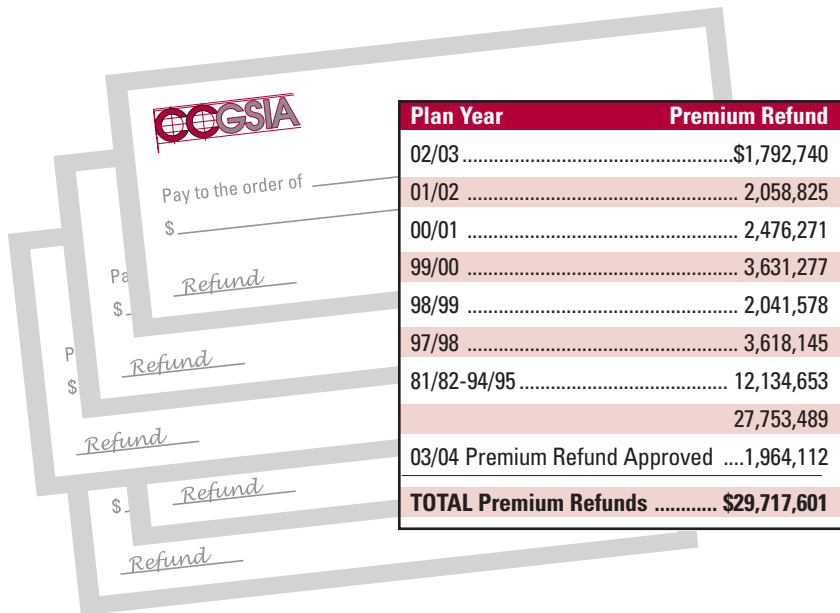 CCGSIA
Pay to the order of
$
Refund
Pa
$
Refund
P
$
Refund
$
Refund
Refund
Plan Year Premium Refund
02/03 ....................................................$1,792,740
01/02 .................................................... 2,058,825
00/01 .................................................... 2,476,271
99/00 .................................................... 3,631,277
98/99 .................................................... 2,041,578
97/98 .................................................... 3,618,145
81/82-94/95 ........................................ 12,134,653
27,753,489
03/04 Premium Refund Approved ....1,964,112
TOTAL Premium Refunds ............ $29,717,601